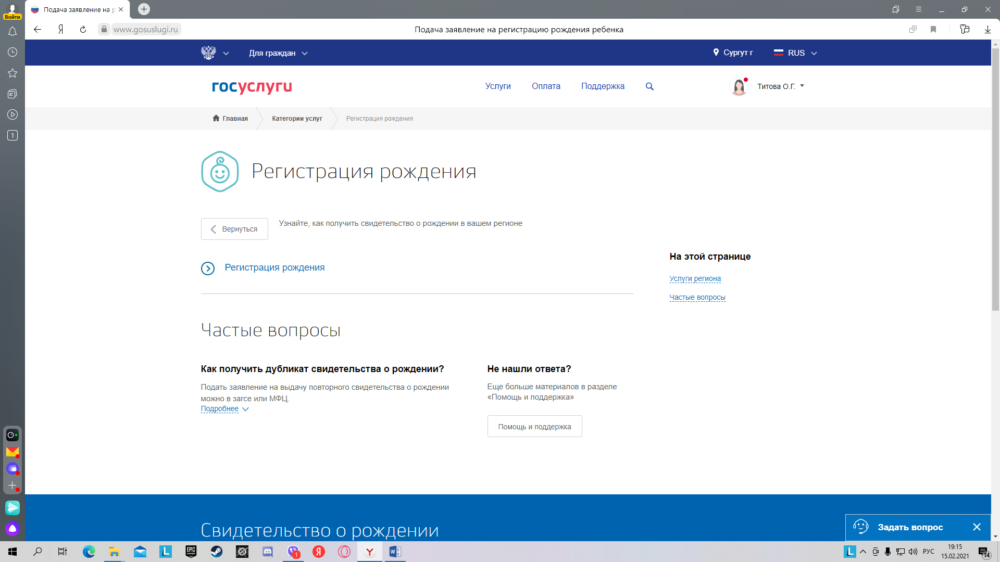 Войти
Подача заявление на р
www.gosuslugi.ru
Подача заявление на регистрацию рождения ребенка
Для граждан
Сургут г
RUS
госуслуги
Услуги
Оплата
Поддержка
Титова О.Г.
Главная
Категории услуг
Регистрация рождения
Регистрация рождения
Вернуться
Узнайте, как получить свидетельство о рождении в вашем регионе
Регистрация рождения
На этой странице
Услуги региона
Частые вопросы
Частые вопросы
Как получить дубликат свидетельства о рождении?
Подать заявление на выдачу повторного свидетельства о рождении
можно в загсе или МФЦ.
Подробнее
Не нашли ответа?
Еще больше материалов в разделе
«Помощь и поддержка»
Помощь и поддержка
Свидетельство о рождении
Задать вопрос
1
EPIC
GAMES
1
РУС
19:15
15.02.2021
14